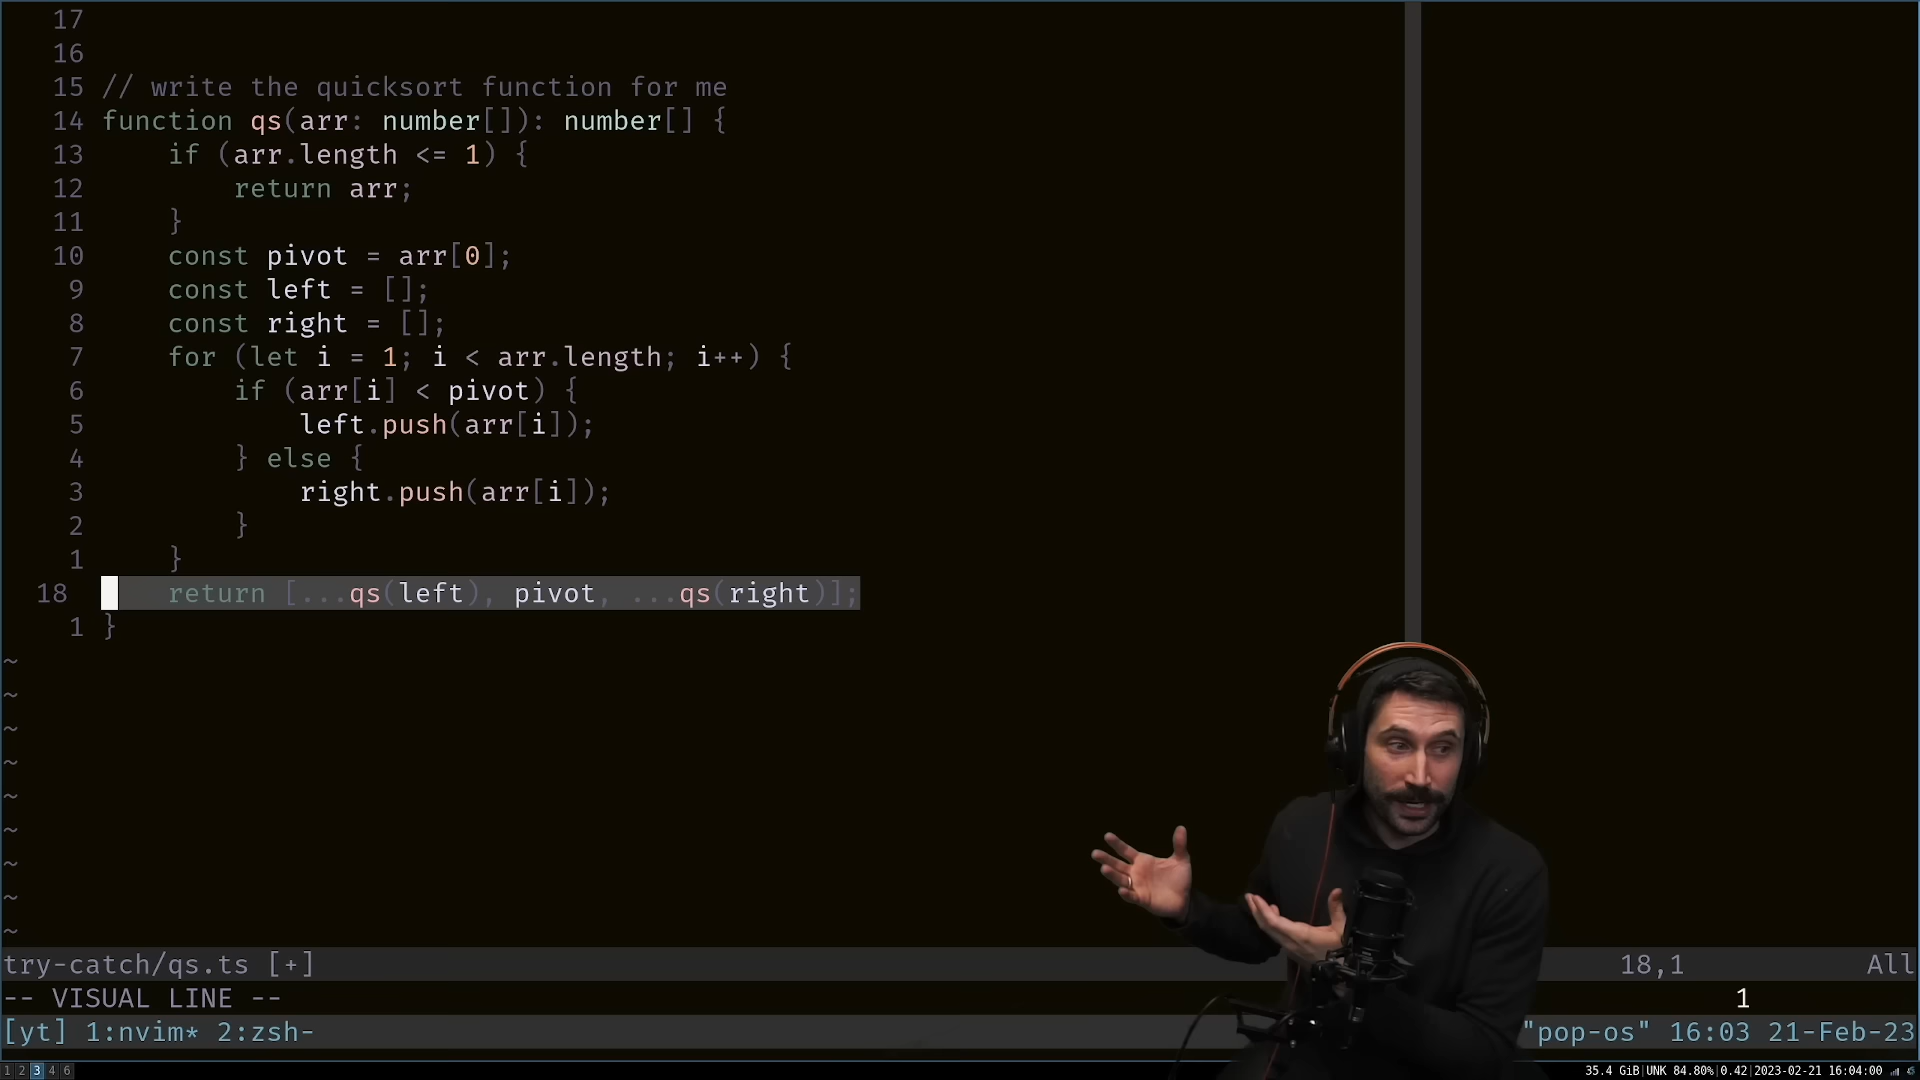 17
16
15 // write the quicksort function for me
14 function qs(arr: number[]): number[] {
13     if (arr.length <= 1) {
12         return arr;
11     }
10     const pivot = arr[0];
9     const left = [];
8     const right = [];
7     for (let i = 1; i < arr.length; i++) {
6         if (arr[i] < pivot) {
5             left.push(arr[i]);
4         } else {
3             right.push(arr[i]);
2         }
1     }
18     return [...qs(left), pivot, ...qs(right)];
1 }
~
~
~
~
~
~
~
~
~
try-catch/qs.ts [+] 18,1 All
-- VISUAL LINE -- 1
[yt] 1:nvim* 2:zsh- "pop-os" 16:03 21-Feb-23
1 2 3 4 6 35.4 GiB|UNK 84.80%|0.42|2023-02-21 16:04:00